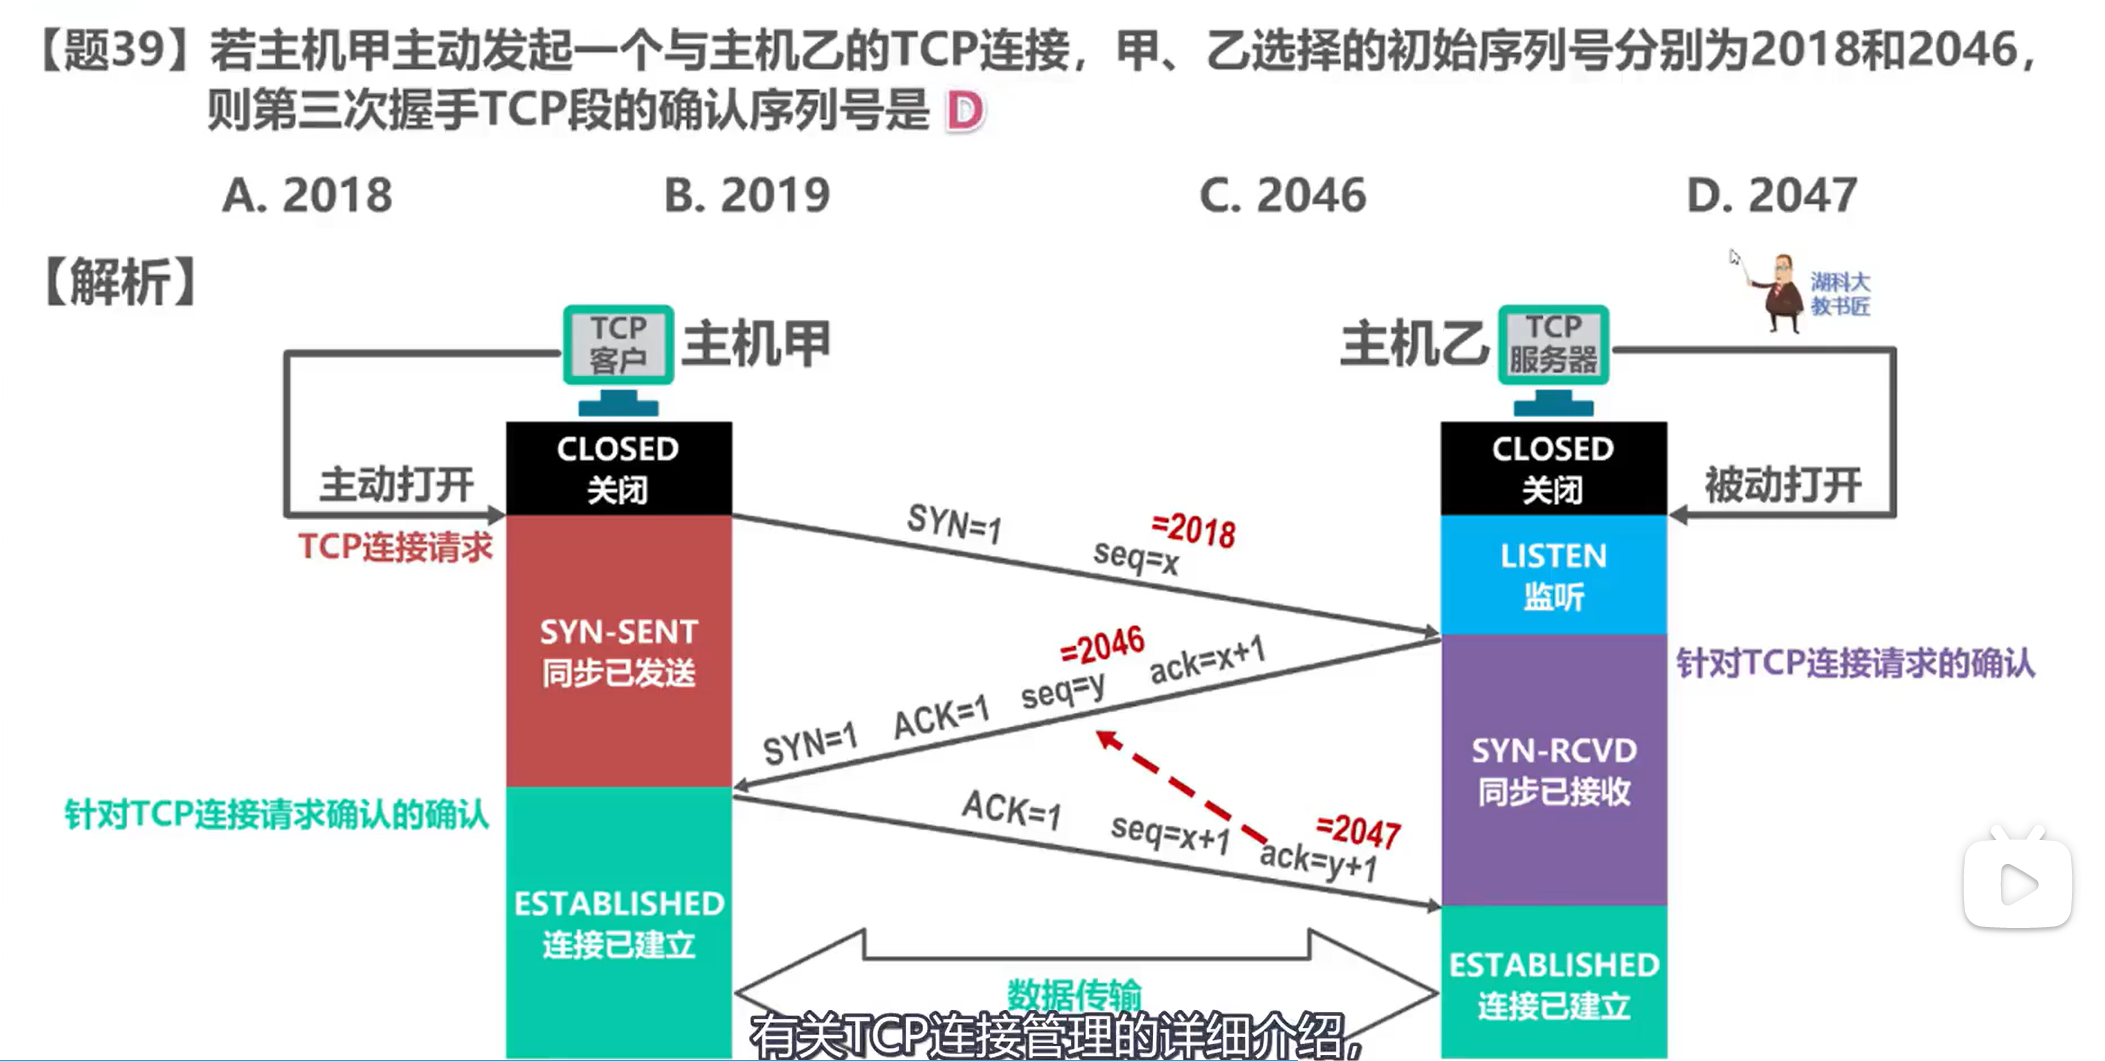 【题39】若主机甲主动发起一个与主机乙的TCP连接，甲、乙选择的初始序列号分别为2018和2046，
则第三次握手TCP段的确认序列号是 D
A. 2018 B. 2019 C. 2046 D. 2047
【解析】
湖科大
教书匠
TCP
客户
主机甲
主机乙
TCP
服务器
CLOSED
关闭
CLOSED
关闭
主动打开
被动打开
TCP连接请求
SYN=1 seq=x =2018
LISTEN
监听
SYN-SENT
同步已发送
=2046
SYN=1 ACK=1 seq=y ack=x+1
针对TCP连接请求的确认
SYN-RCVD
同步已接收
针对TCP连接请求确认的确认
=2047
ACK=1 seq=x+1 ack=y+1
ESTABLISHED
连接已建立
ESTABLISHED
连接已建立
数据传输
有关TCP连接管理的详细介绍，